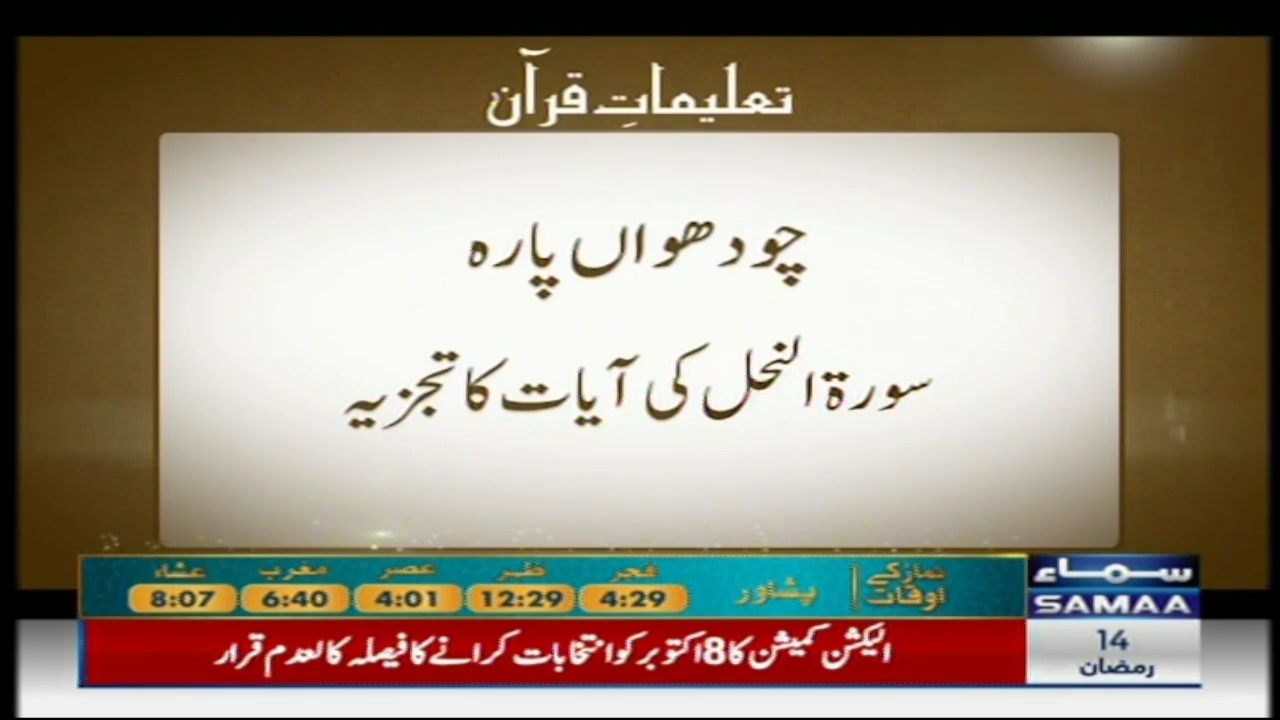 تعلیماتِ قرآن
چودھواں پارہ
سورۃ النحل کی آیات کا تجزیہ
نماز کے اوقات
پشاور
فجر ظہر عصر مغرب عشاء
4:29 12:29 4:01 6:40 8:07
سماء
SAMAA
الیکشن کمیشن کا 8 اکتوبر کو انتخابات کرانے کا فیصلہ کالعدم قرار
14
رمضان